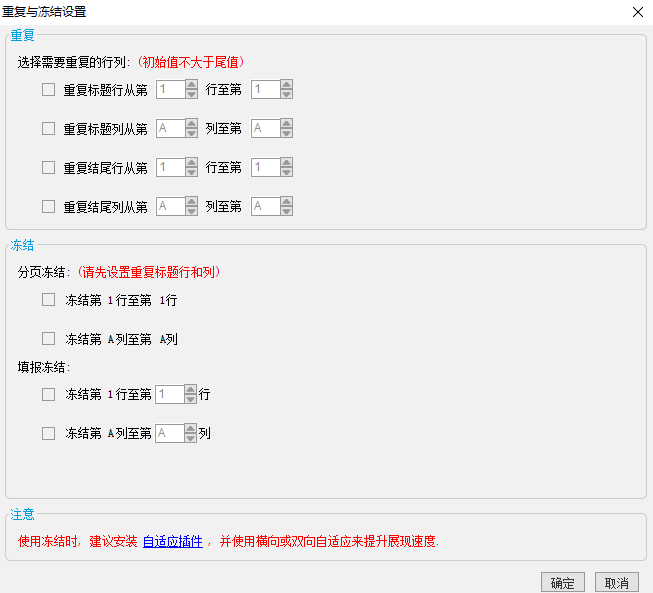 重复与冻结设置
重复
选择需要重复的行列: (初始值不大于尾值)
重复标题行从第 1 行至第 1
重复标题列从第 A 列至第 A
重复结尾行从第 1 行至第 1
重复结尾列从第 A 列至第 A
冻结
分页冻结: (请先设置重复标题行和列)
冻结第 1 行至第 1行
冻结第 A 列至第 A列
填报冻结:
冻结第 1 行至第 1 行
冻结第 A 列至第 A 列
注意
使用冻结时, 建议安装 自适应插件 , 并使用横向或双向自适应来提升展现速度.
确定 取消